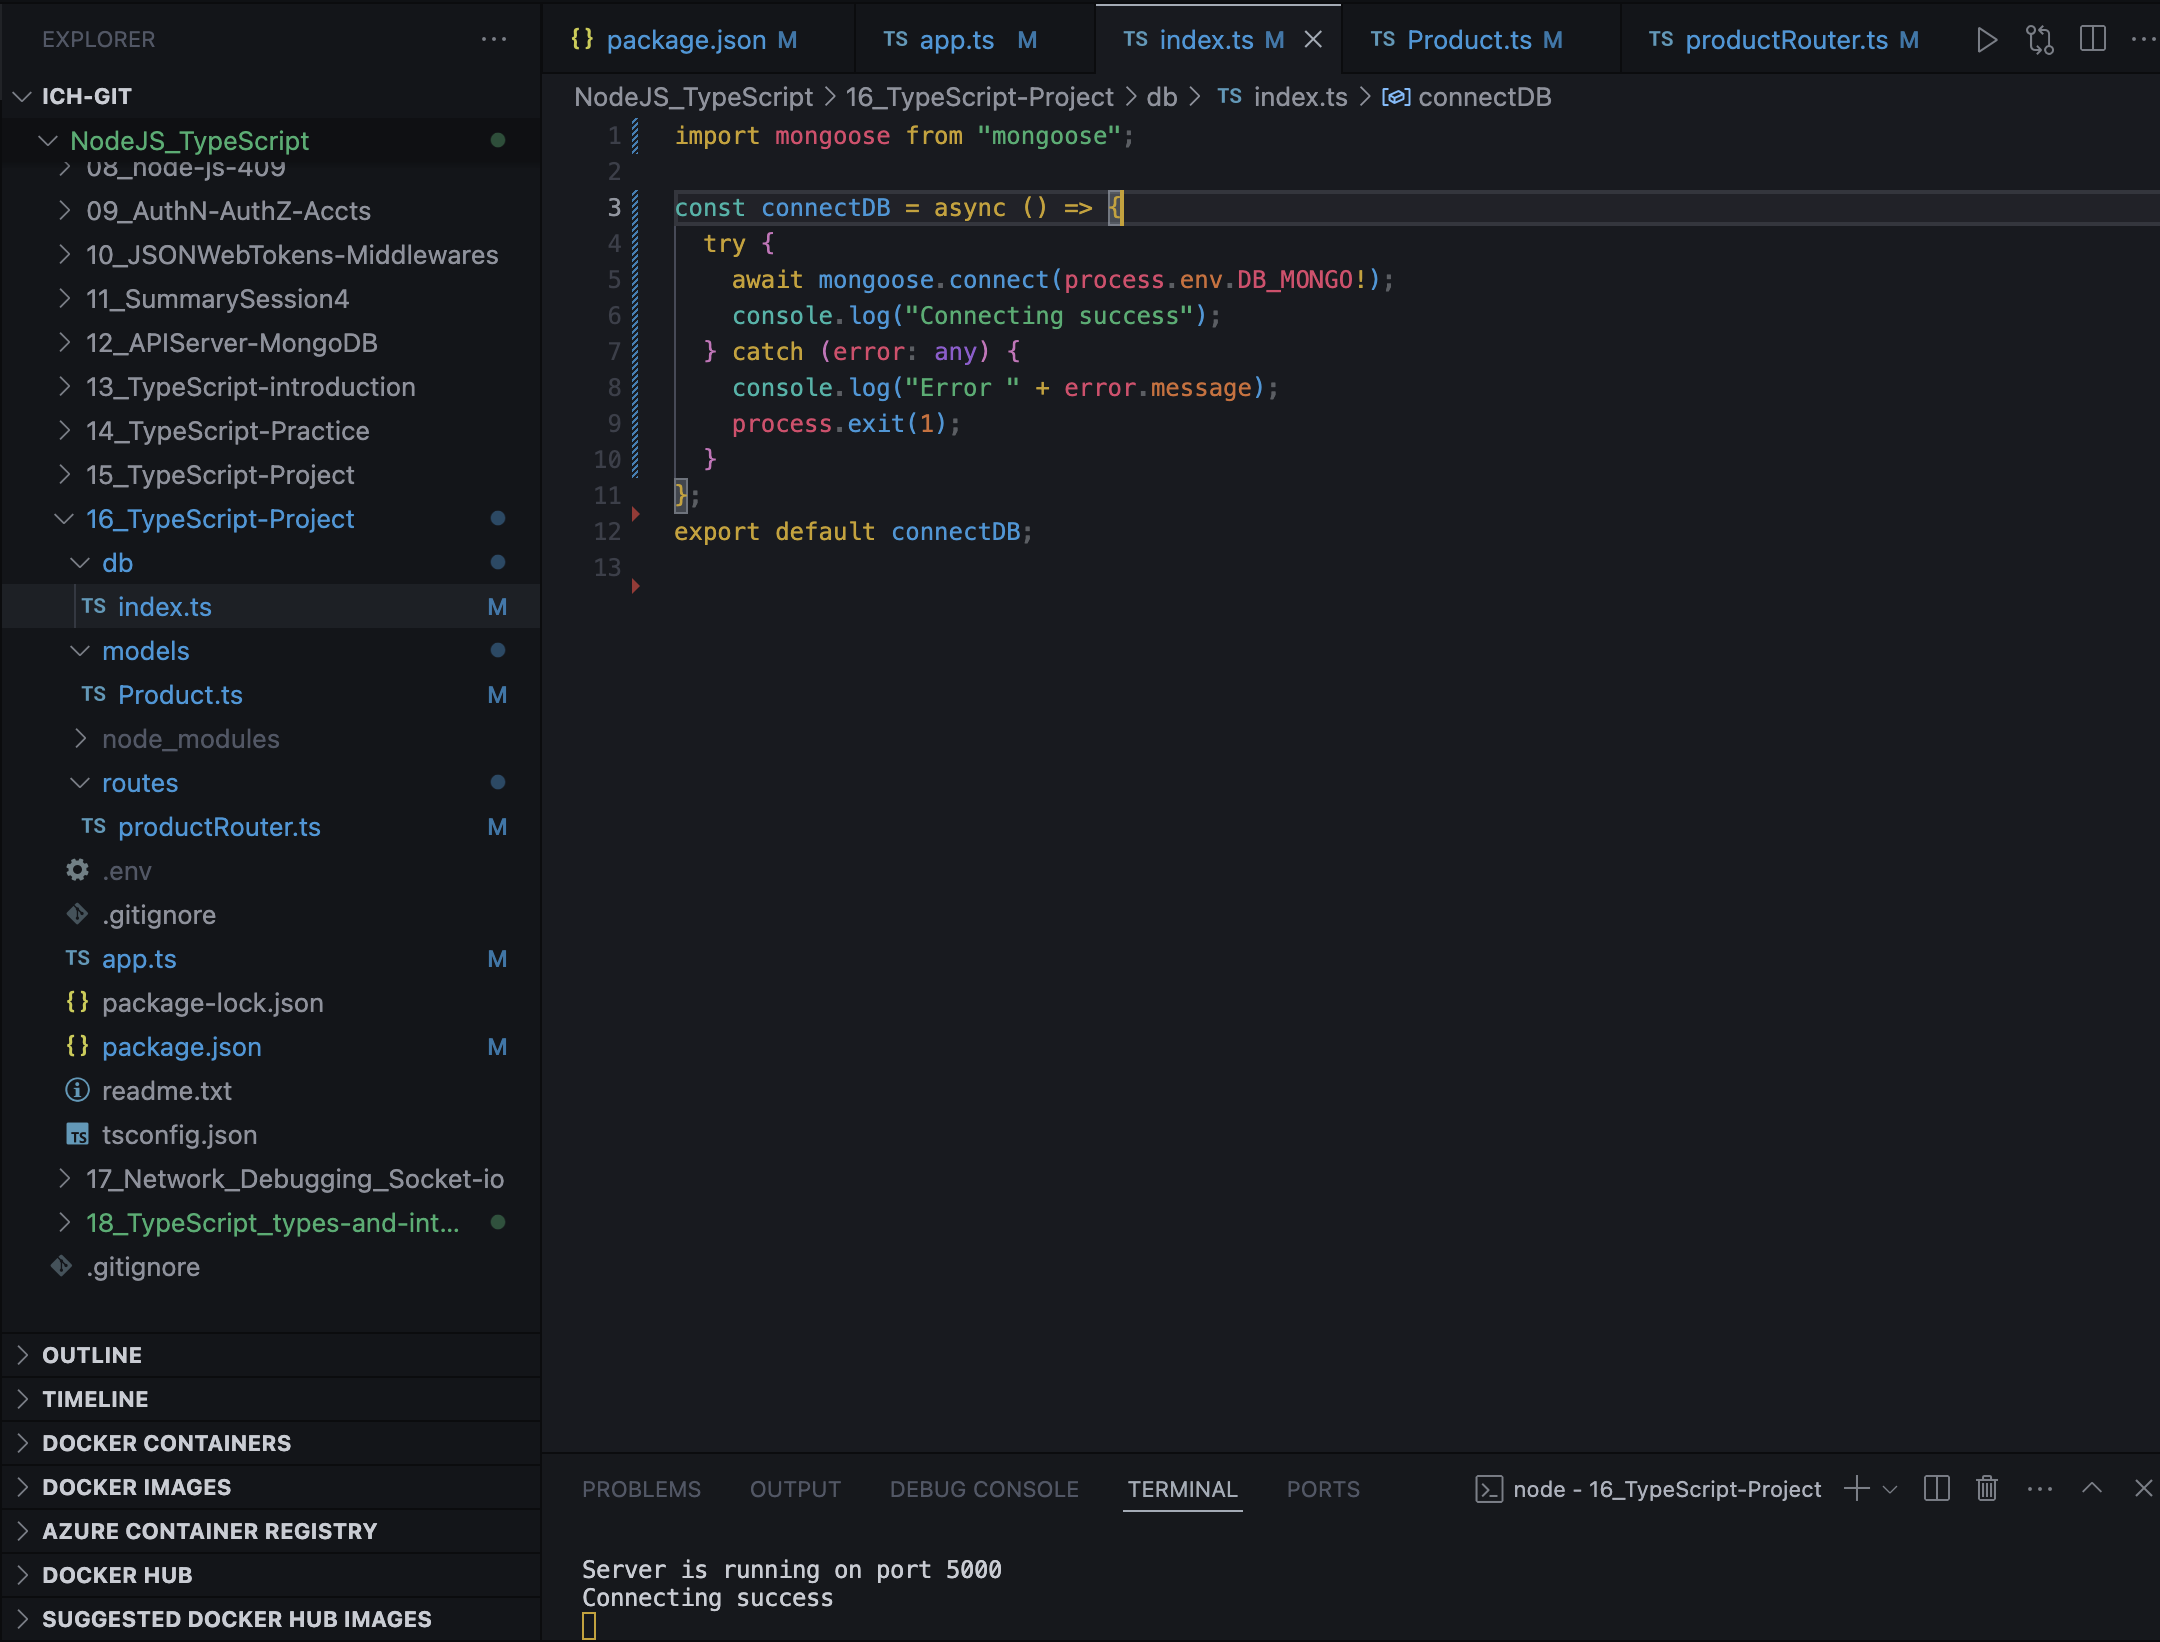 EXPLORER
ICH-GIT
NodeJS_TypeScript
08_node-js-409
09_AuthN-AuthZ-Accts
10_JSONWebTokens-Middlewares
11_SummarySession4
12_APIServer-MongoDB
13_TypeScript-introduction
14_TypeScript-Practice
15_TypeScript-Project
16_TypeScript-Project
db
TS index.ts M
models
TS Product.ts M
node_modules
routes
TS productRouter.ts M
.env
.gitignore
TS app.ts M
{} package-lock.json
{} package.json M
readme.txt
TS tsconfig.json
17_Network_Debugging_Socket-io
18_TypeScript_types-and-int...
.gitignore
OUTLINE
TIMELINE
DOCKER CONTAINERS
DOCKER IMAGES
AZURE CONTAINER REGISTRY
DOCKER HUB
SUGGESTED DOCKER HUB IMAGES
{} package.json M TS app.ts M TS index.ts M TS Product.ts M TS productRouter.ts M
NodeJS_TypeScript > 16_TypeScript-Project > db > TS index.ts > connectDB
1 import mongoose from "mongoose";
2
3 const connectDB = async () => {
4 try {
5 await mongoose.connect(process.env.DB_MONGO!);
6 console.log("Connecting success");
7 } catch (error: any) {
8 console.log("Error " + error.message);
9 process.exit(1);
10 }
11 };
12 export default connectDB;
13
PROBLEMS OUTPUT DEBUG CONSOLE TERMINAL PORTS node - 16_TypeScript-Project
Server is running on port 5000
Connecting success